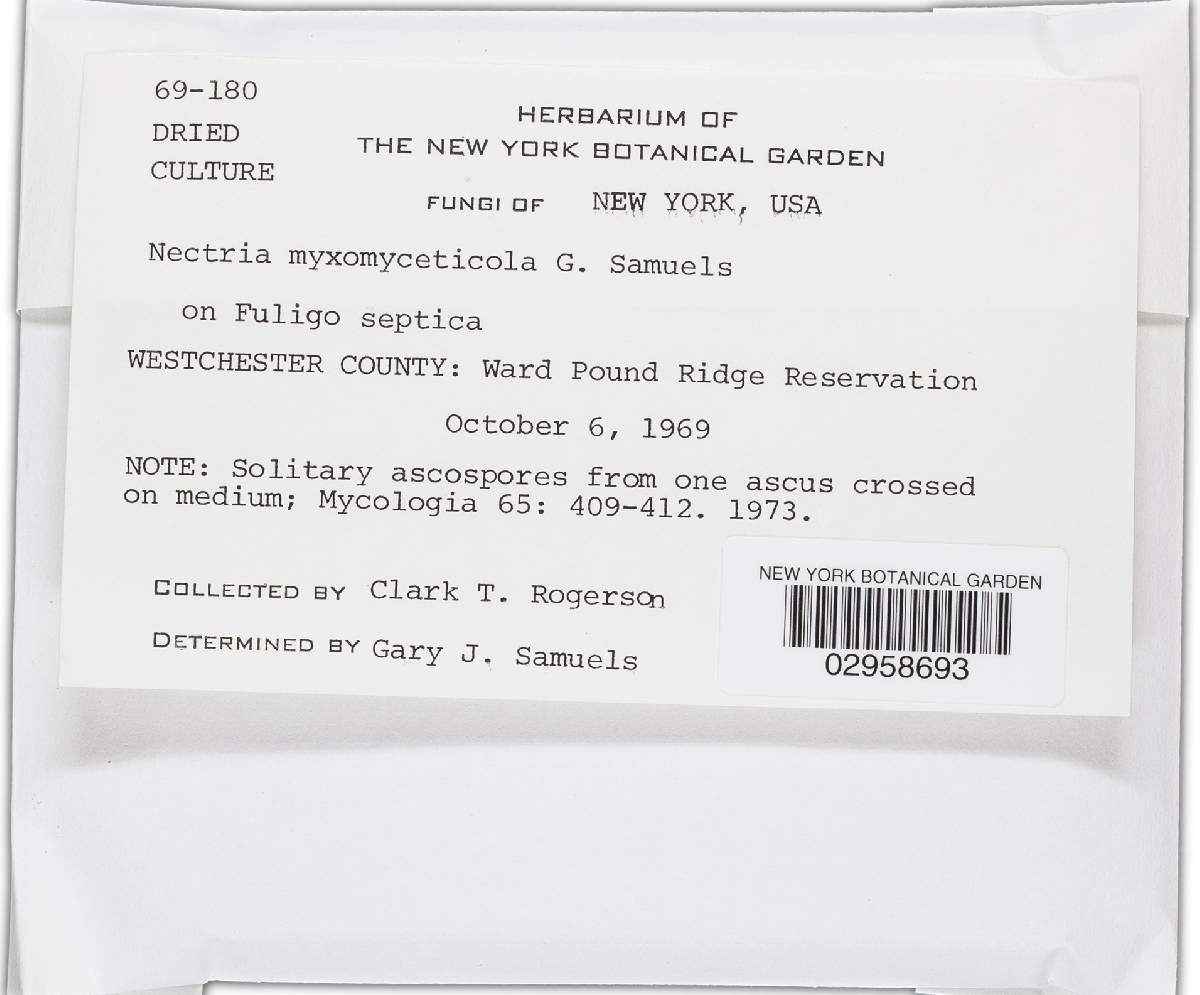 69-180
DRIED
CULTURE
HERBARIUM OF
THE NEW YORK BOTANICAL GARDEN
FUNGI OF NEW YORK, USA
Nectria myxomyceticola G. Samuels
on Fuligo septica
WESTCHESTER COUNTY: Ward Pound Ridge Reservation
October 6, 1969
NOTE: Solitary ascospores from one ascus crossed
on medium; Mycologia 65: 409-412. 1973.
COLLECTED BY Clark T. Rogerson
DETERMINED BY Gary J. Samuels
NEW YORK BOTANICAL GARDEN
02958693